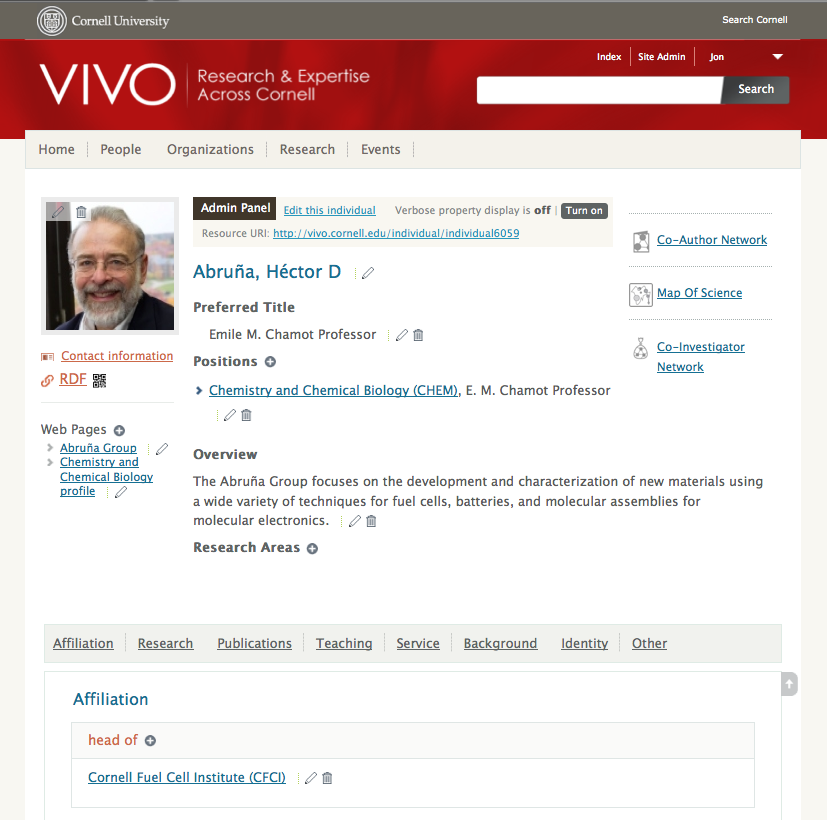 Cornell University
Search Cornell
Index
Site Admin
Jon
VIVO
Research & Expertise
Across Cornell
Search
Home
People
Organizations
Research
Events
Admin Panel
Edit this individual
Verbose property display is off | Turn on
Resource URI: http://vivo.cornell.edu/individual/individual6059
Abruña, Héctor D
Preferred Title
Emile M. Chamot Professor
Positions
Chemistry and Chemical Biology (CHEM), E. M. Chamot Professor
Overview
The Abruña Group focuses on the development and characterization of new materials using
a wide variety of techniques for fuel cells, batteries, and molecular assemblies for
molecular electronics.
Research Areas
Contact information
RDF
Web Pages
Abruña Group
Chemistry and
Chemical Biology
profile
Co-Author Network
Map Of Science
Co-Investigator
Network
Affiliation
Research
Publications
Teaching
Service
Background
Identity
Other
Affiliation
head of
Cornell Fuel Cell Institute (CFCI)